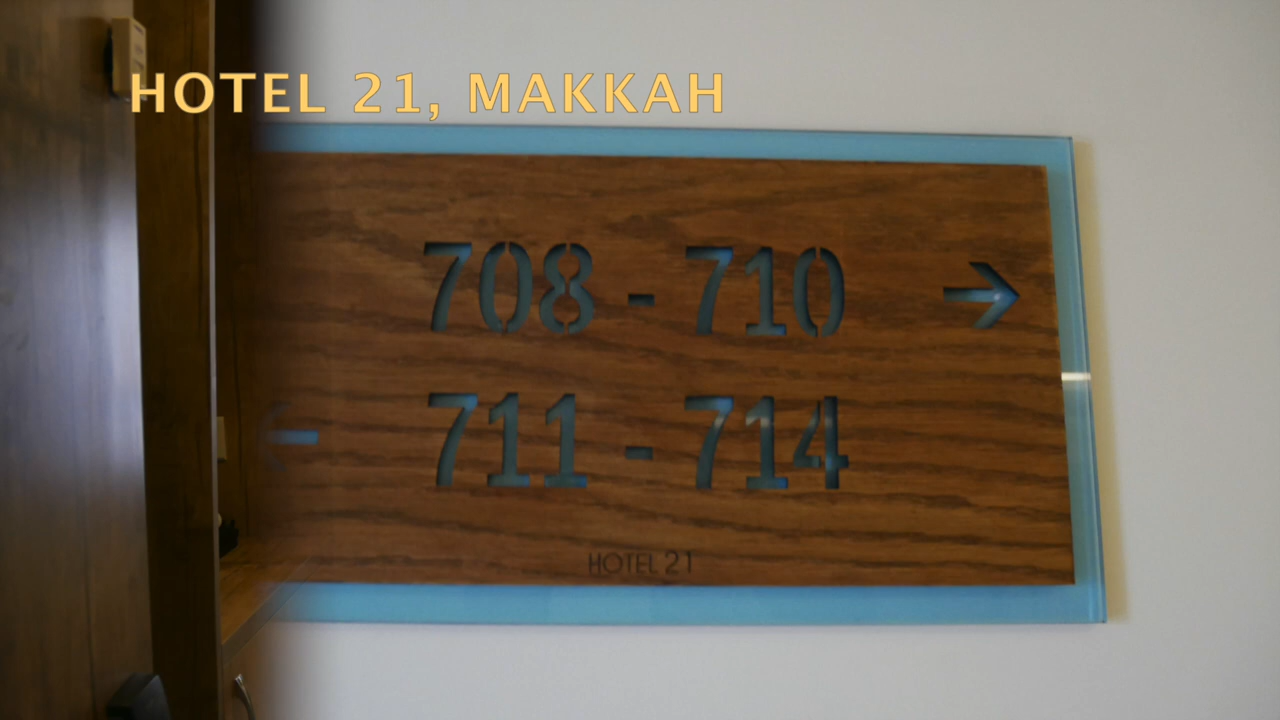 HOTEL 21, MAKKAH
708 - 710 →
← 711 - 714
HOTEL 21